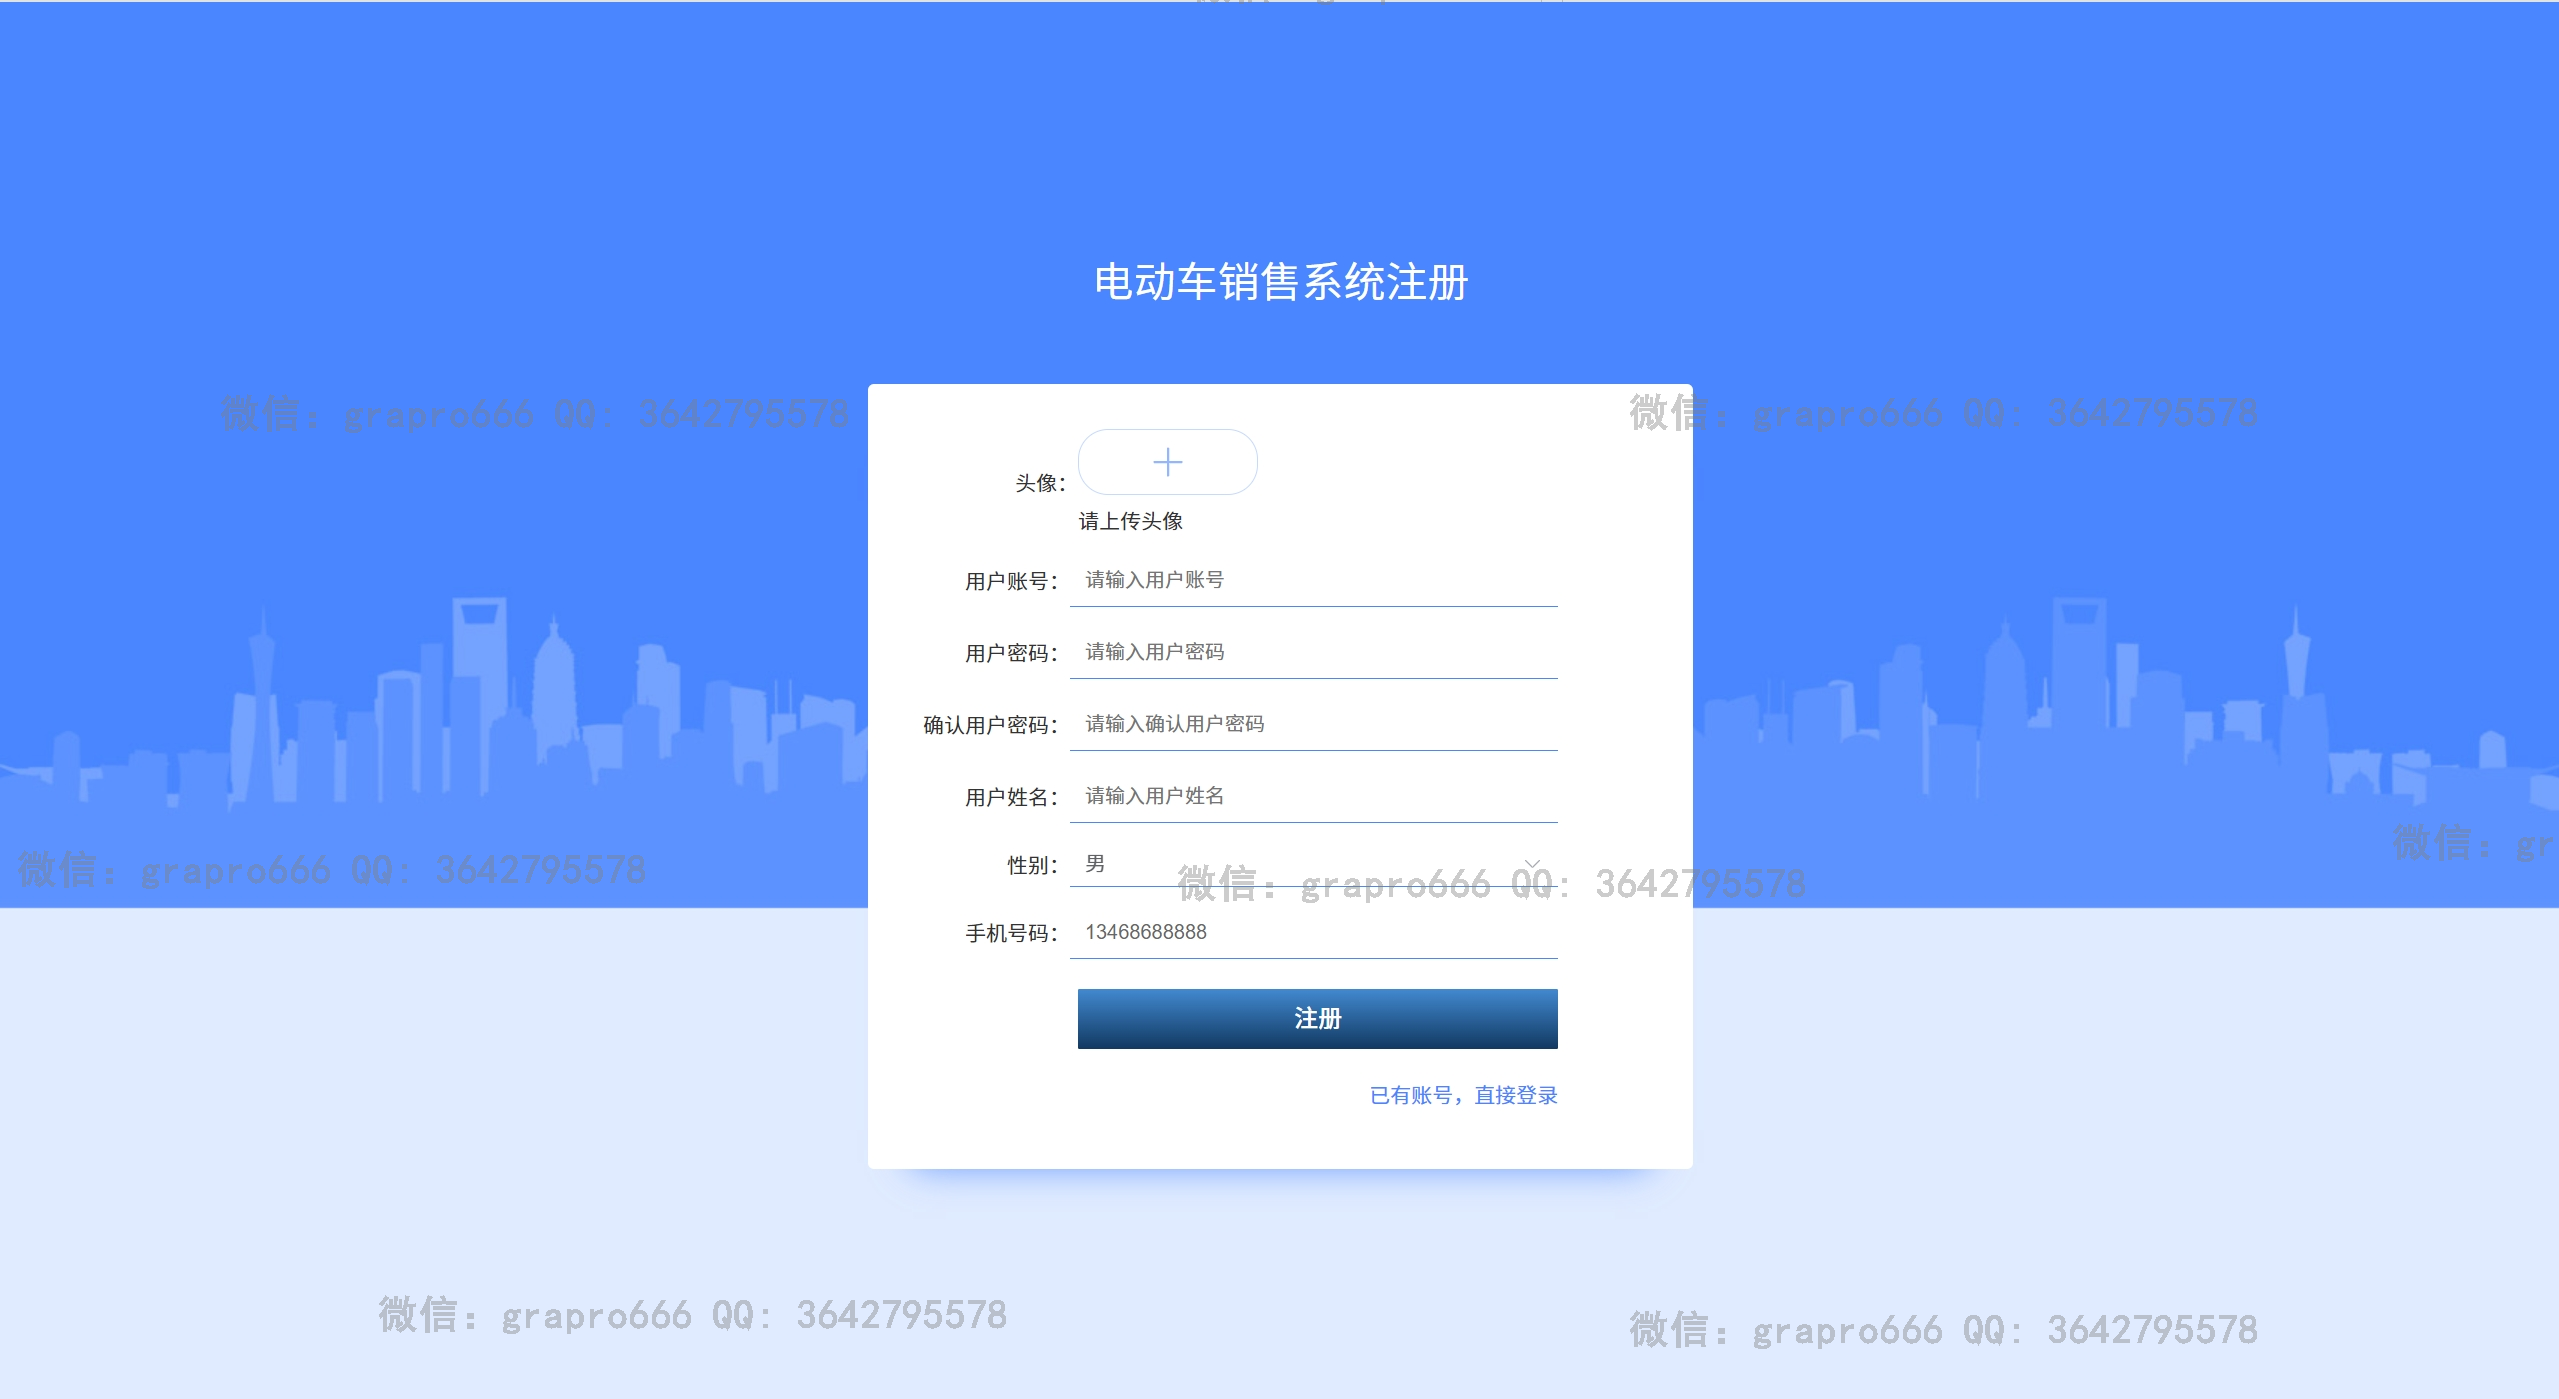 电动车销售系统注册
微信：grapro666 QQ：3642795578
微信：grapro666 QQ：3642795578
头像：
请上传头像
用户账号： 请输入用户账号
用户密码： 请输入用户密码
确认用户密码： 请输入确认用户密码
用户姓名： 请输入用户姓名
微信：gr
性别： 男
微信：grapro666 QQ：3642795578
微信：grapro666 QQ：3642795578
手机号码： 13468688888
注册
已有账号，直接登录
微信：grapro666 QQ：3642795578
微信：grapro666 QQ：3642795578